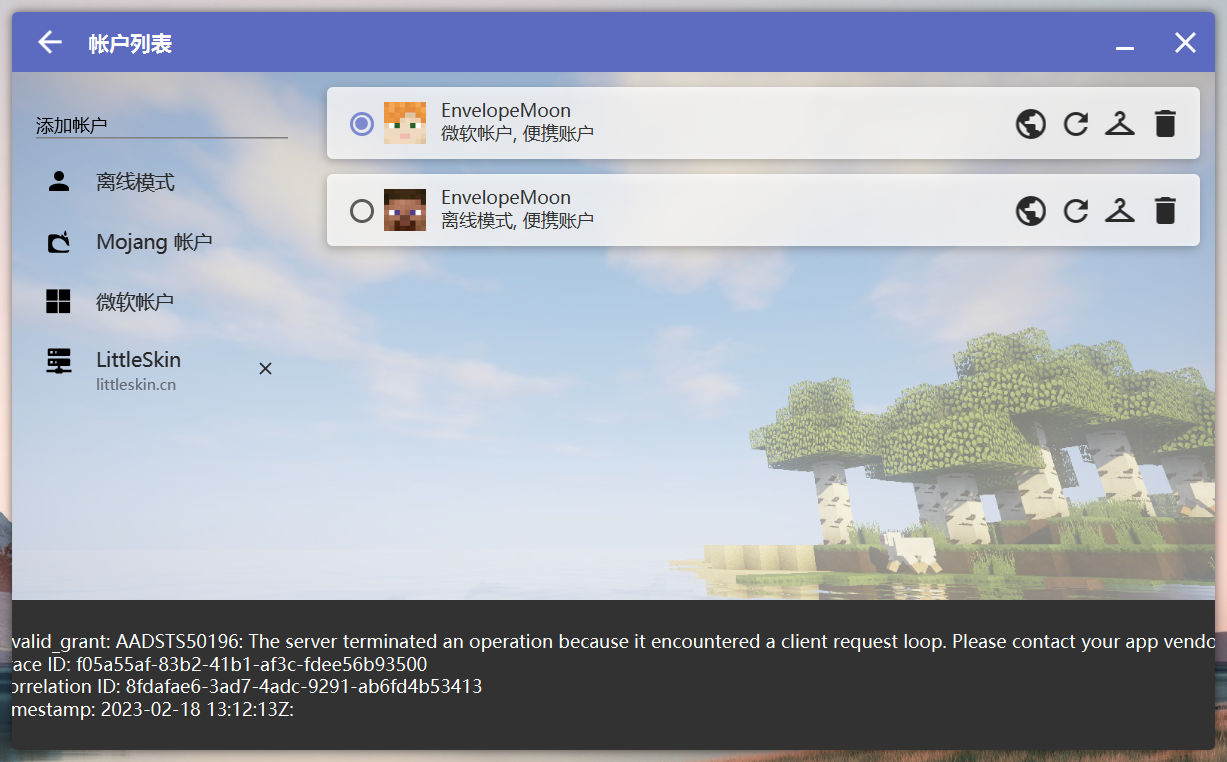 帐户列表
添加帐户
离线模式
Mojang 帐户
微软帐户
LittleSkin
littleskin.cn
EnvelopeMoon
微软帐户, 便携账户
EnvelopeMoon
离线模式, 便携账户
valid_grant: AADSTS50196: The server terminated an operation because it encountered a client request loop. Please contact your app vendo
ace ID: f05a55af-83b2-41b1-af3c-fdee56b93500
orrelation ID: 8fdafae6-3ad7-4adc-9291-ab6fd4b53413
mestamp: 2023-02-18 13:12:13Z: